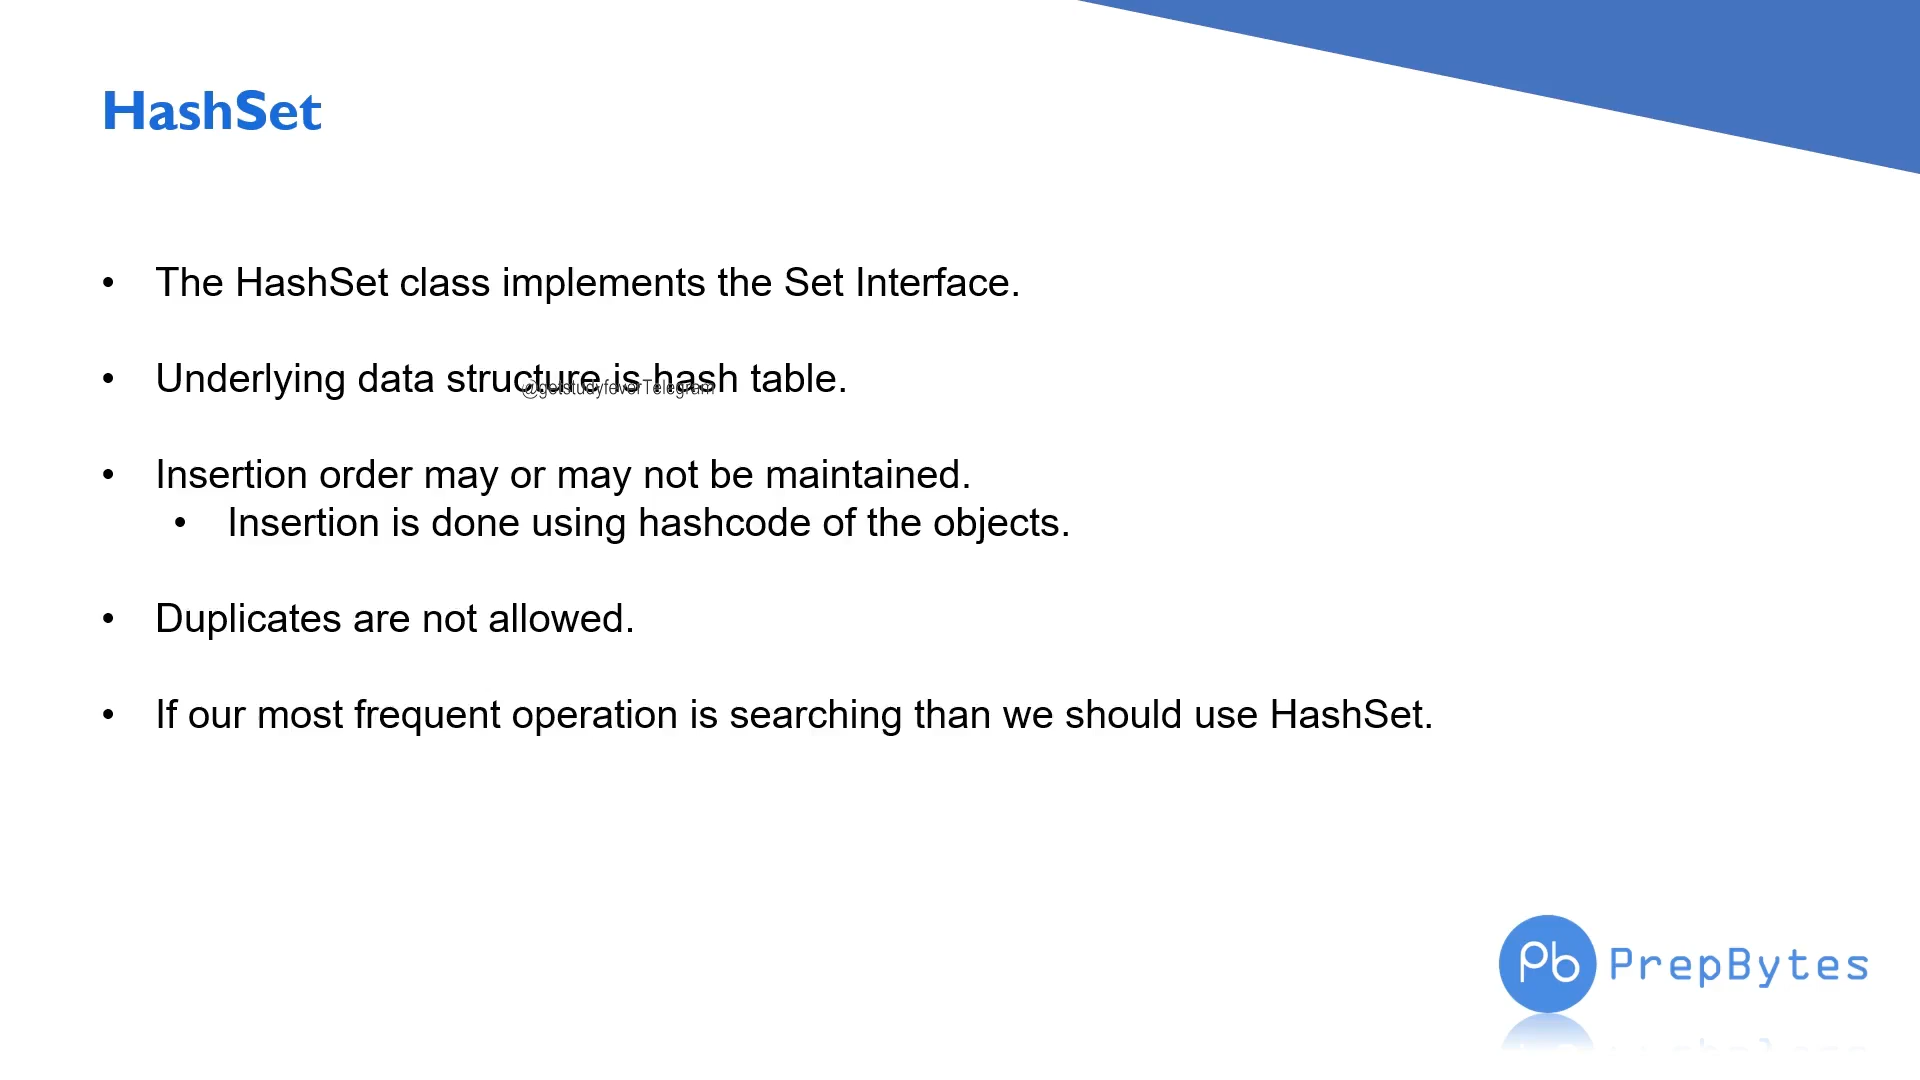 HashSet
• The HashSet class implements the Set Interface.
• Underlying data structure is hash table.
@getstudyfeverTelegram
• Insertion order may or may not be maintained.
• Insertion is done using hashcode of the objects.
• Duplicates are not allowed.
• If our most frequent operation is searching than we should use HashSet.
Pb PrepBytes